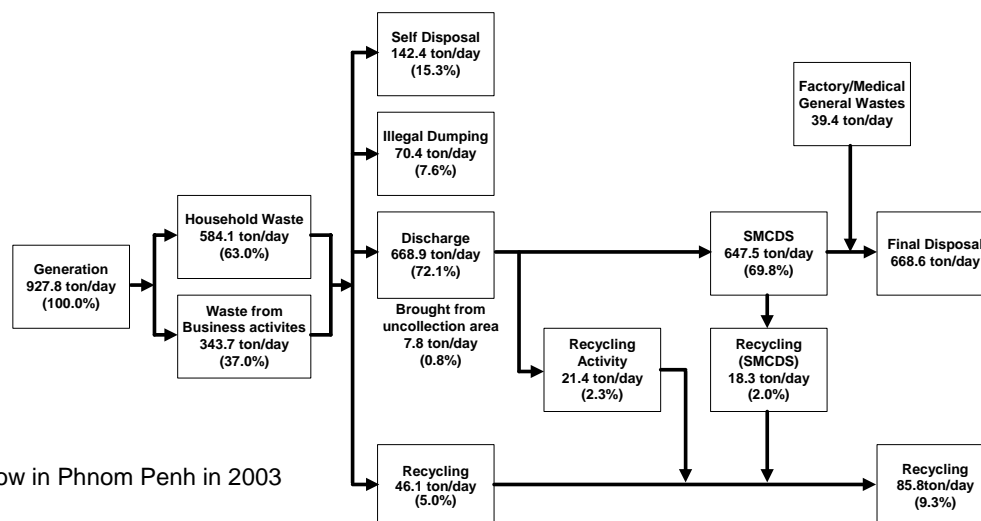 Self Disposal
142.4 ton/day
(15.3%)
Factory/Medical
General Wastes
39.4 ton/day
Illegal Dumping
70.4 ton/day
(7.6%)
Household Waste
584.1 ton/day
(63.0%)
Discharge
668.9 ton/day
(72.1%)
SMCDS
647.5 ton/day
(69.8%)
Final Disposal
668.6 ton/day
Generation
927.8 ton/day
(100.0%)
Waste from
Business activites
343.7 ton/day
(37.0%)
Brought from
uncollection area
7.8 ton/day
(0.8%)
Recycling
Activity
21.4 ton/day
(2.3%)
Recycling
(SMCDS)
18.3 ton/day
(2.0%)
Recycling
46.1 ton/day
(5.0%)
Recycling
85.8ton/day
(9.3%)
in Phnom Penh in 2003